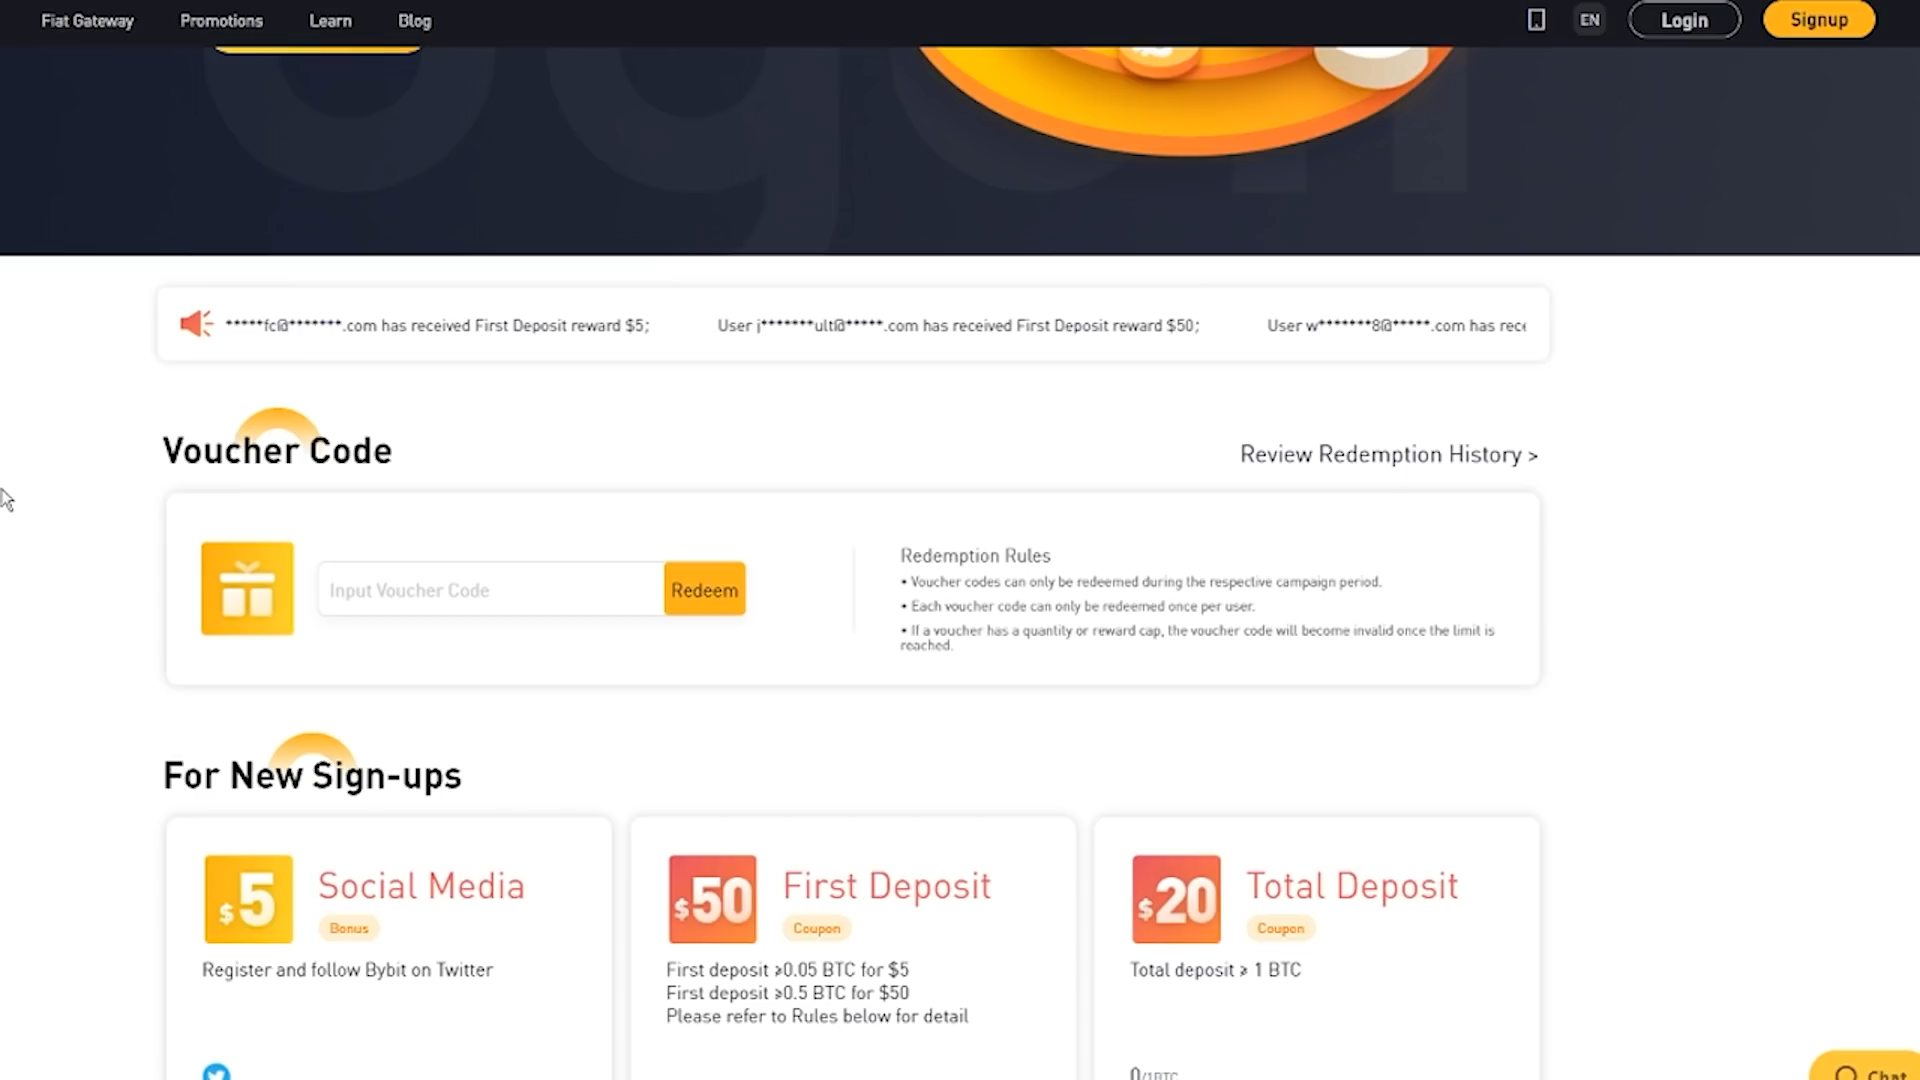 Fiat Gateway Promotions Learn Blog EN Login Signup
*****fc@*******.com has received First Deposit reward $5; User j*******ult@*****.com has received First Deposit reward $50; User w*******8@*****.com has rece
Voucher Code
Review Redemption History >
Input Voucher Code Redeem
Redemption Rules
• Voucher codes can only be redeemed during the respective campaign period.
• Each voucher code can only be redeemed once per user.
• If a voucher has a quantity or reward cap, the voucher code will become invalid once the limit is
reached.
For New Sign-ups
$5 Social Media
Bonus
Register and follow Bybit on Twitter
$50 First Deposit
Coupon
First deposit ≥0.05 BTC for $5
First deposit ≥0.5 BTC for $50
Please refer to Rules below for detail
$20 Total Deposit
Coupon
Total deposit ≥ 1 BTC
0/1BTC
Chat